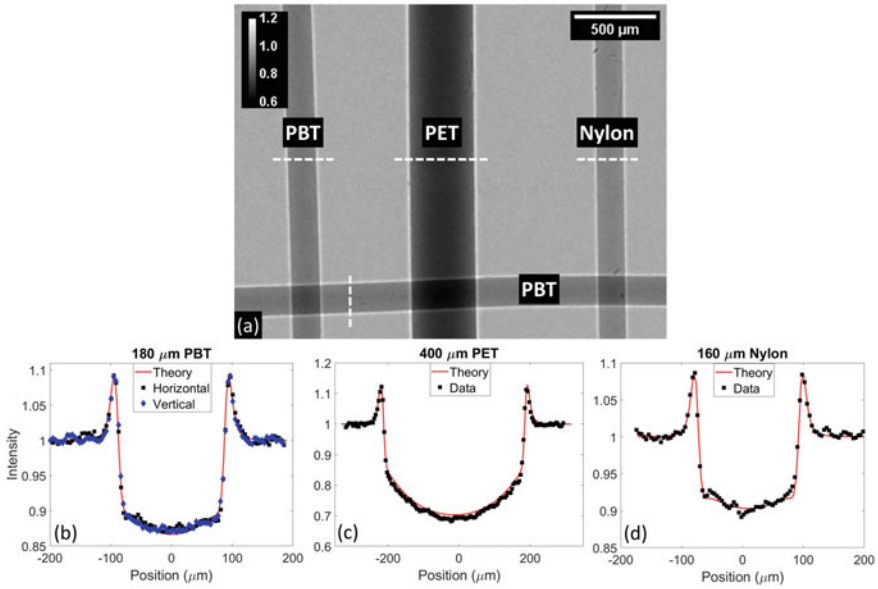 1.2
1.0
0.8
0.6
500 µm
PBT
PET
Nylon
PBT
(a)
180 µm PBT
400 µm PET
160 µm Nylon
Theory
Horizontal
Vertical
Theory
Data
Theory
Data
1.1
1.05
1
0.95
0.9
0.85
Intensity
(b)
-200 -100 0 100 200
Position (µm)
1.2
1.1
1
0.9
0.8
0.7
0.6
(c)
-200 0 200
Position (µm)
1.1
1.05
1
0.95
0.9
0.85
(d)
-200 -100 0 100 200
Position (µm)